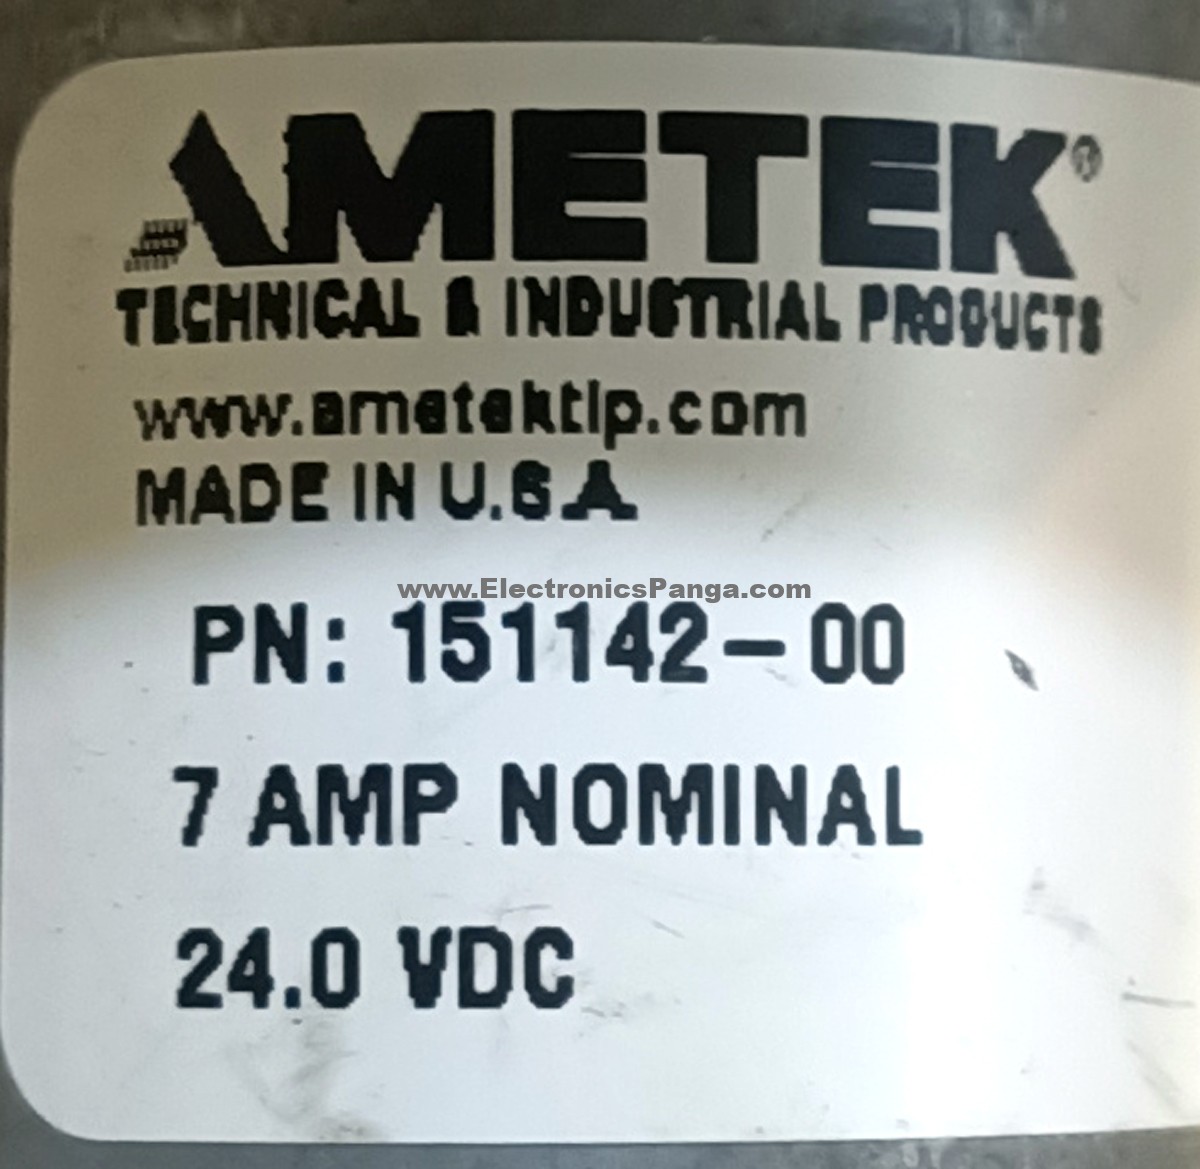 AMETEK®
TECHNICAL & INDUSTRIAL PRODUCTS
www.ametektip.com
MADE IN U.S.A
www.ElectronicsPanga.com
PN: 151142-00
7 AMP NOMINAL
24.0 VDC